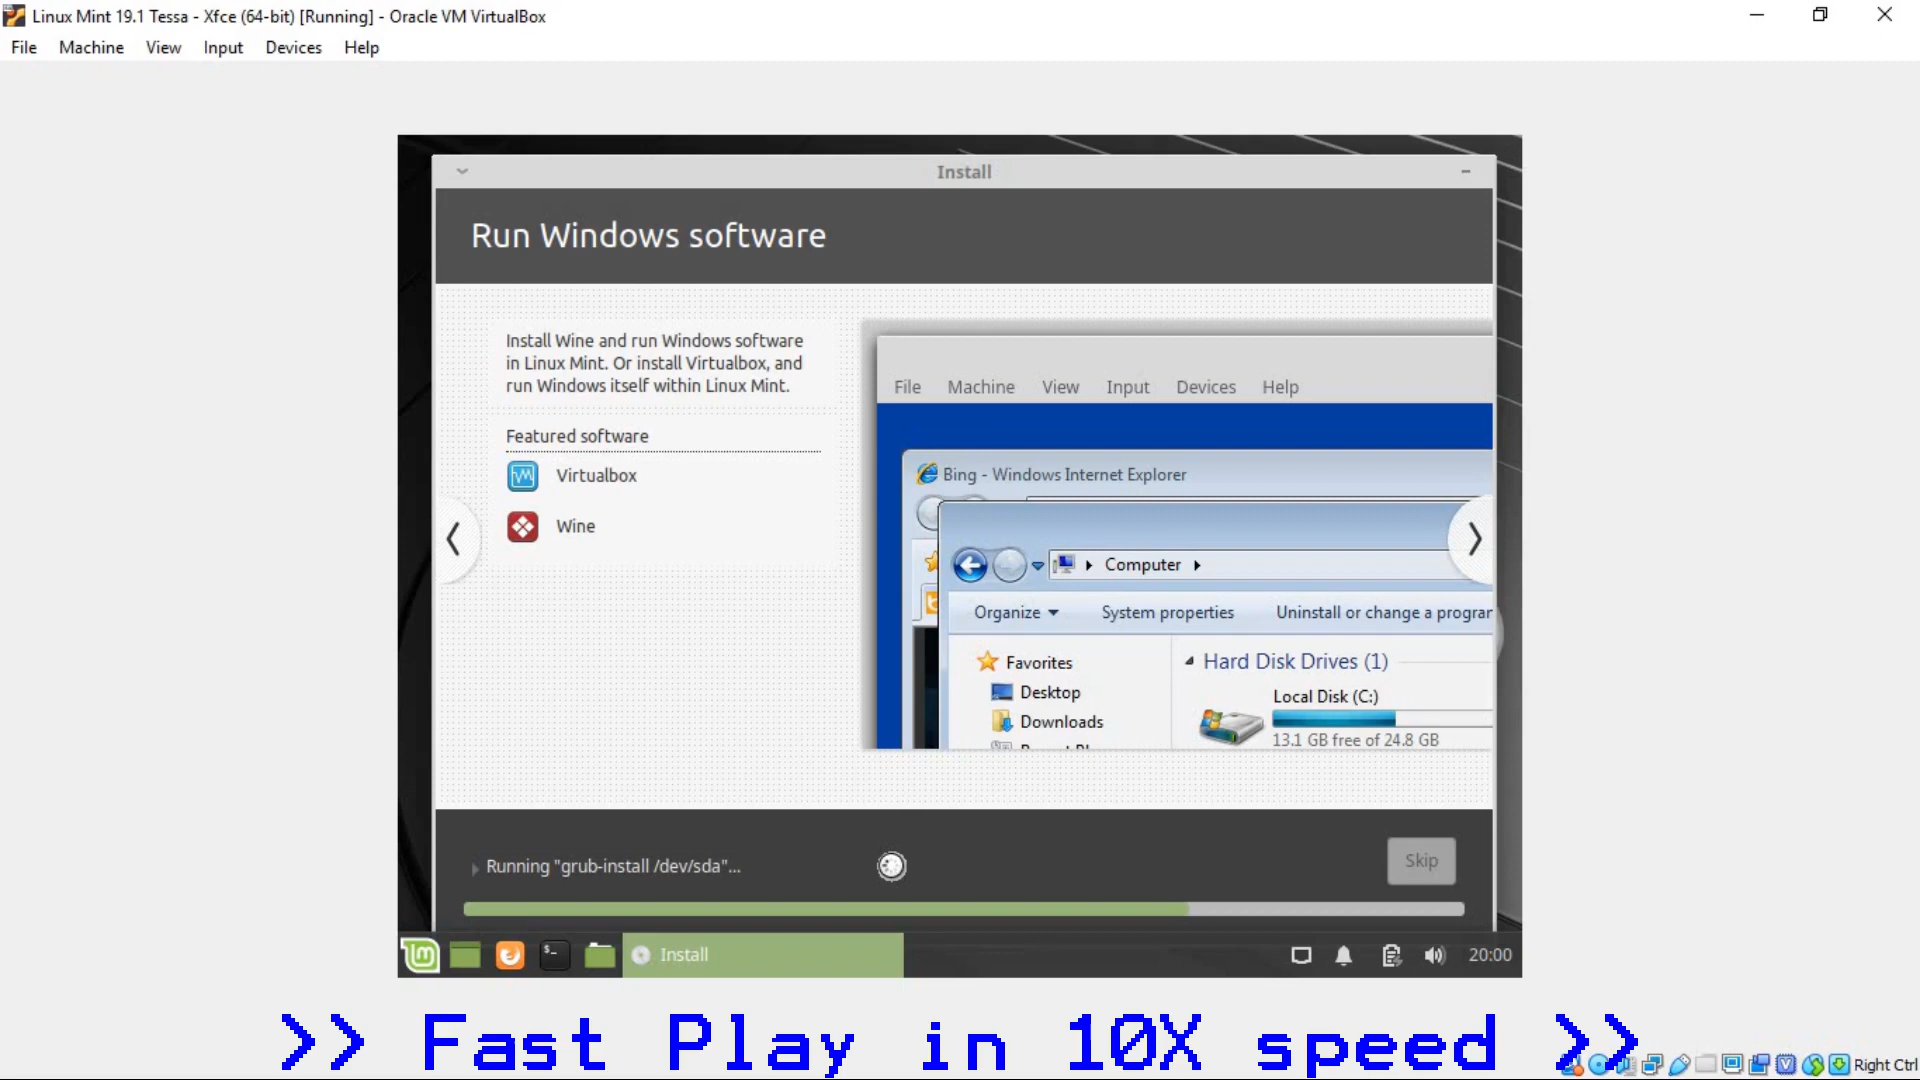 Linux Mint 19.1 Tessa - Xfce (64-bit) [Running] - Oracle VM VirtualBox
File Machine View Input Devices Help
Install
Run Windows software
Install Wine and run Windows software
in Linux Mint. Or install Virtualbox, and
run Windows itself within Linux Mint.
Featured software
Virtualbox
Wine
File Machine View Input Devices Help
Bing - Windows Internet Explorer
Computer
Organize System properties Uninstall or change a progra
Favorites
Desktop
Downloads
Hard Disk Drives (1)
Local Disk (C:)
13.1 GB free of 24.8 GB
Running "grub-install /dev/sda"...
Skip
Install
20:00
>> Fast Play in 10X speed >>
Right Ctrl